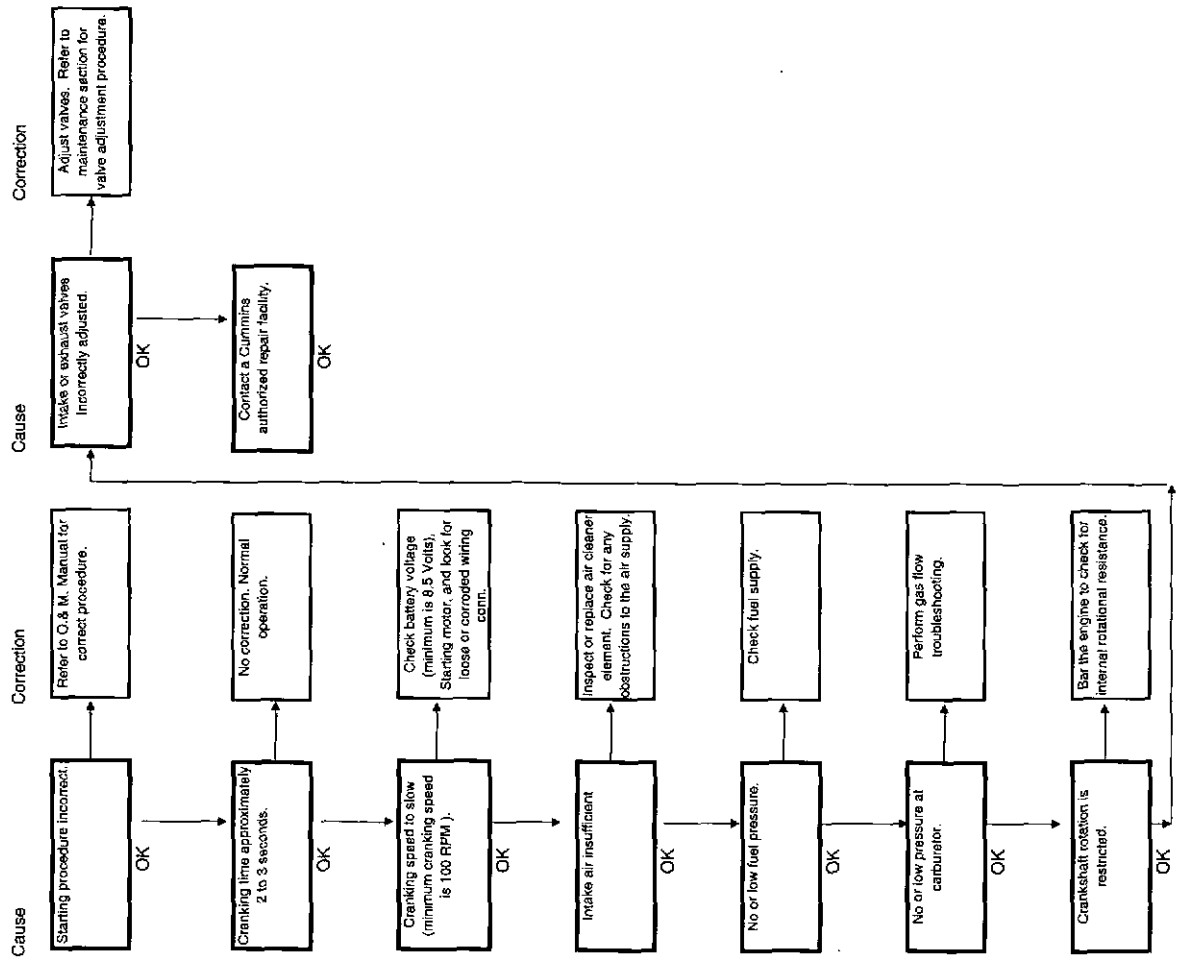 Cause
Correction
Starting procedure incorrect.
Refer to O.& M. Manual for
correct procedure.
OK
Cranking time approximately
2 to 3 seconds.
No correction. Normal
operation.
OK
Cranking speed to slow
(minimum cranking speed
is 100 RPM ).
Check battery voltage
(minimum is 8.5 Volts),
Starting motor, and look for
loose or corroded wiring
conn.
OK
Intake air insufficient
Inspect or replace air cleaner
element. Check for any
obstructions to the air supply.
OK
No or low fuel pressure.
Check fuel supply.
OK
No or low pressure at
carburetor.
Perform gas flow
troubleshooting.
OK
Crankshaft rotation is
restricted.
Bar the engine to check for
internal rotational resistance.
OK
Cause
Correction
Intake or exhaust valves
Incorrectly adjusted.
Adjust valves. Refer to
maintenance section for
valve adjustment procedure.
OK
Contact a Cummins
authorized repair facility.
OK